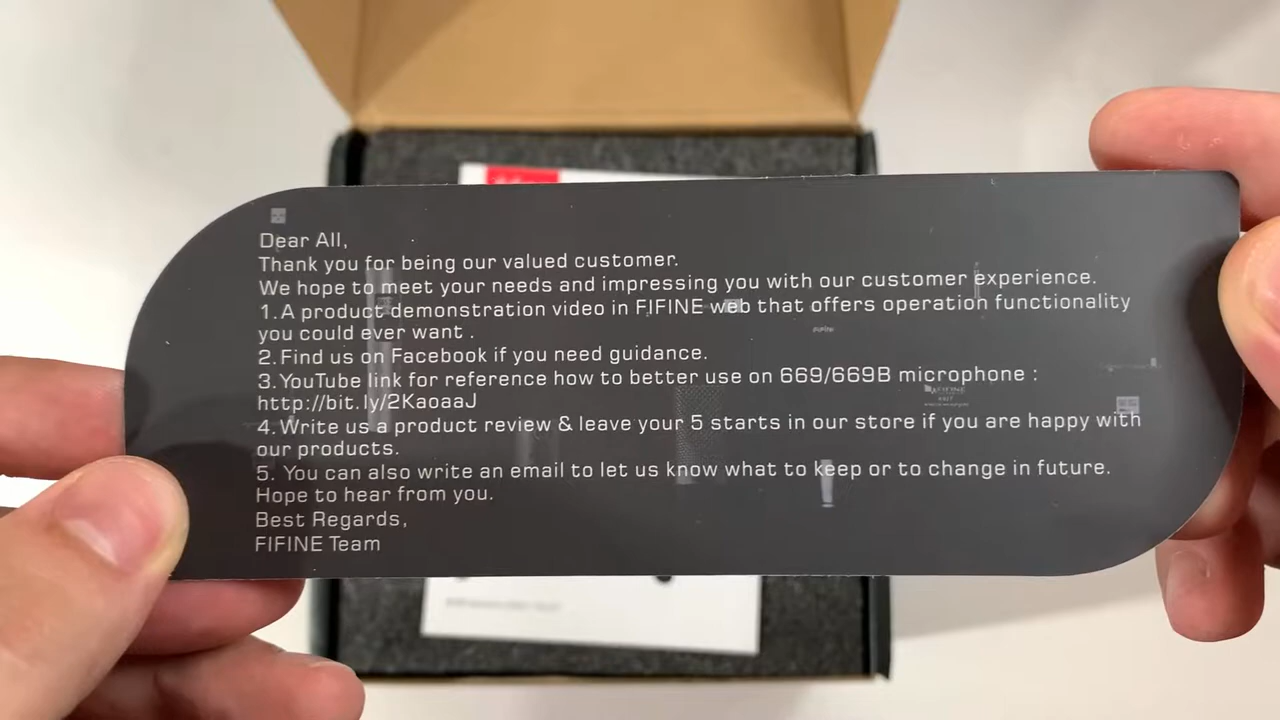 Dear All,
Thank you for being our valued customer.
We hope to meet your needs and impressing you with our customer experience.
1.A product demonstration video in FIFINE web that offers operation functionality
you could ever want .
2.Find us on Facebook if you need guidance.
3.YouTube link for reference how to better use on 669/669B microphone :
http://bit.ly/2KaoaaJ
4.Write us a product review & leave your 5 starts in our store if you are happy with
our products.
5. You can also write an email to let us know what to keep or to change in future.
Hope to hear from you.
Best Regards,
FIFINE Team